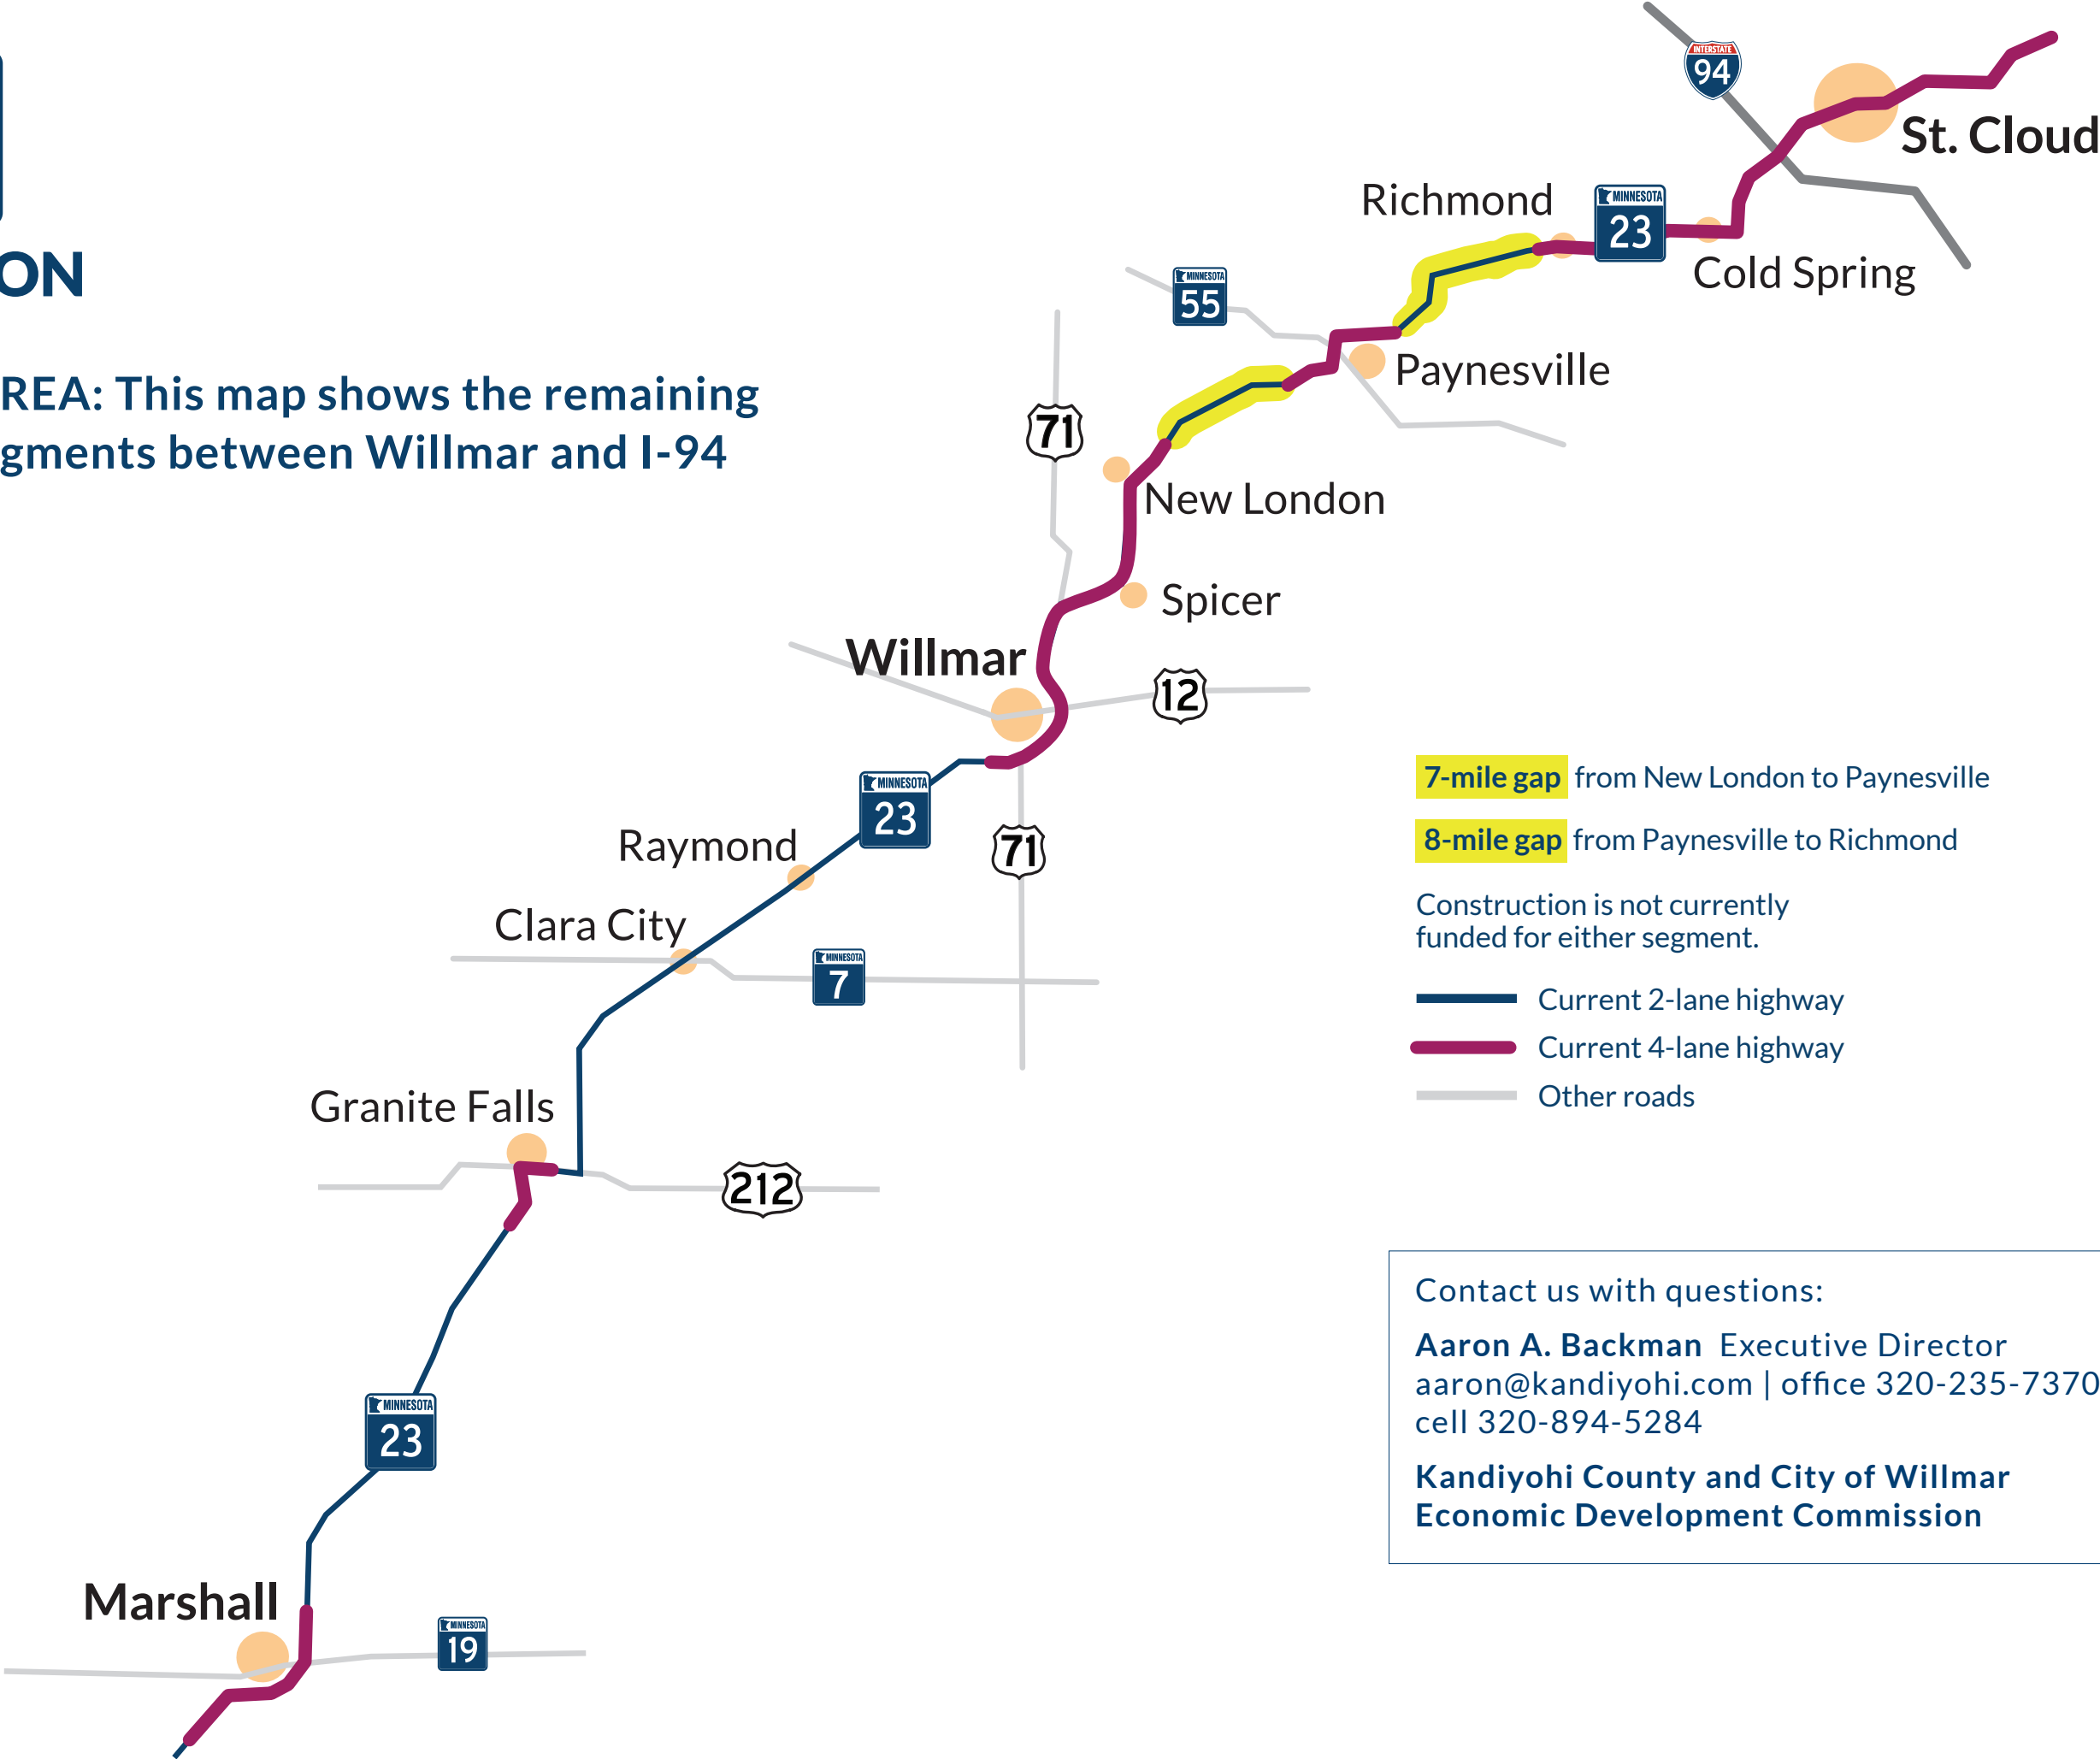 INTERSTATE
94
St. Cloud
Richmond
MINNESOTA
23
Cold Spring
ON
MINNESOTA
55
Paynesville
REA: This map shows the remaining
gments between Willmar and I-94
71
New London
Spicer
Willmar
12
7-mile gap from New London to Paynesville
8-mile gap from Paynesville to Richmond
Construction is not currently
funded for either segment.
Current 2-lane highway
Current 4-lane highway
Other roads
MINNESOTA
23
Raymond
71
Clara City
MINNESOTA
7
Granite Falls
212
MINNESOTA
23
Marshall
MINNESOTA
19
Contact us with questions:
Aaron A. Backman Executive Director
aaron@kandiyohi.com | office 320-235-7370
cell 320-894-5284
Kandiyohi County and City of Willmar
Economic Development Commission